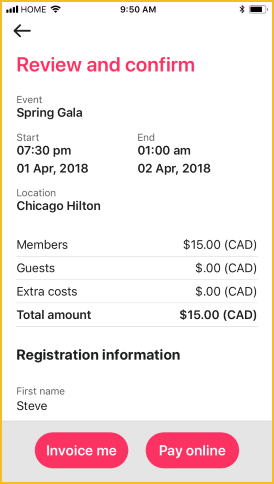 HOME 9:50 AM
Review and confirm
Event
Spring Gala
Start End
07:30 pm 01:00 am
01 Apr, 2018 02 Apr, 2018
Location
Chicago Hilton
Members $15.00 (CAD)
Guests $.00 (CAD)
Extra costs $.00 (CAD)
Total amount $15.00 (CAD)
Registration information
First name
Steve
Invoice me Pay online